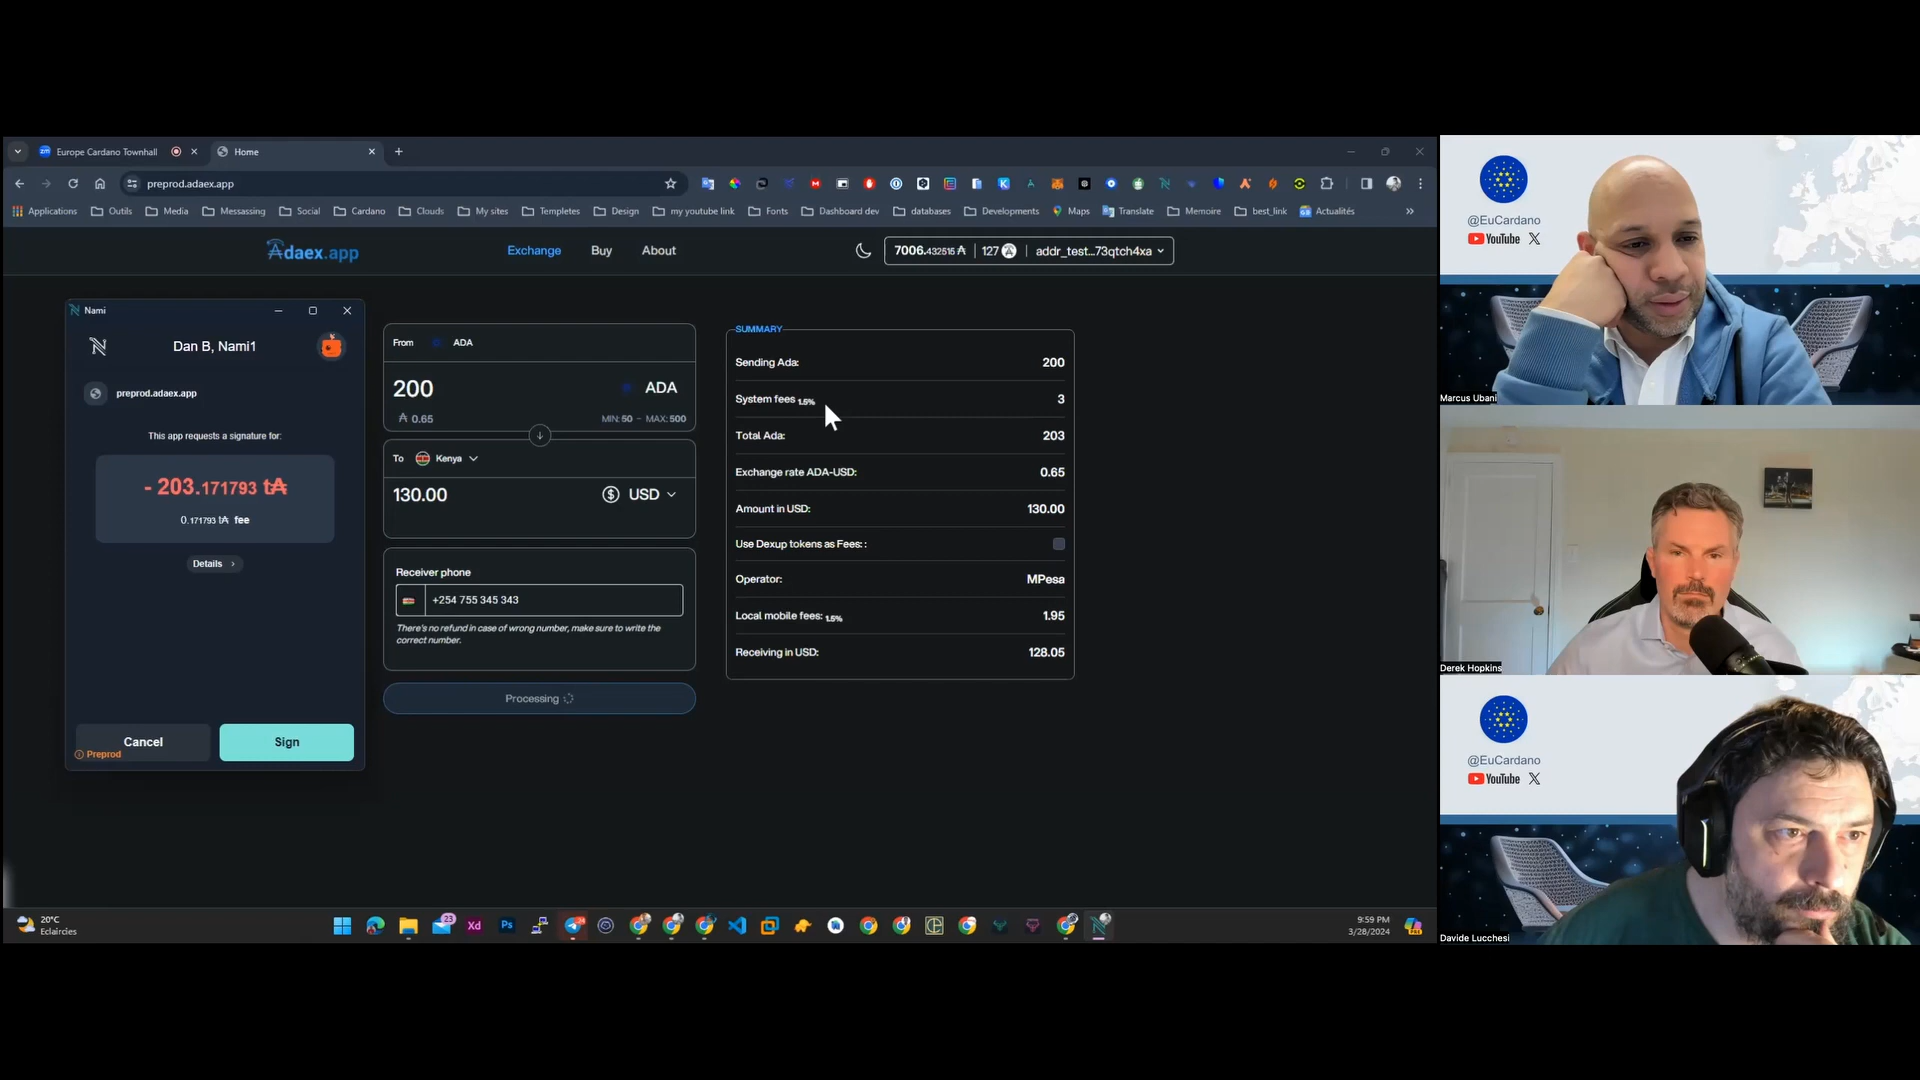 Europe Cardano Townhall
Home
preprod.adaex.app
Applications
Outils
Media
Messassing
Social
Cardano
Clouds
My sites
Templetes
Design
my youtube link
Fonts
Dashboard dev
databases
Developments
Maps
Translate
Memoire
best_link
Actualités
Adaex.app
Exchange
Buy
About
7006.432515 ₳
127
addr_test...73qtch4xa
Nami
Dan B, Nami1
preprod.adaex.app
This app requests a signature for:
- 203.171793 t₳
0.171793 t₳ fee
Details
Cancel
Sign
Preprod
From
ADA
200
ADA
₳ 0.65
MIN: 50 - MAX: 500
To
Kenya
130.00
USD
Receiver phone
+254 755 345 343
There's no refund in case of wrong number, make sure to write the
correct number.
Processing
SUMMARY
Sending Ada: 200
System fees 1.5% 3
Total Ada: 203
Exchange rate ADA-USD: 0.65
Amount in USD: 130.00
Use Dexup tokens as Fees: :
Operator: MPesa
Local mobile fees: 1.5% 1.95
Receiving in USD: 128.05
20°C
Eclaircies
23
Xd
Ps
9:59 PM
3/28/2024
@EuCardano
YouTube
Marcus Ubani
Derek Hopkins
@EuCardano
YouTube
Davide Lucchesi